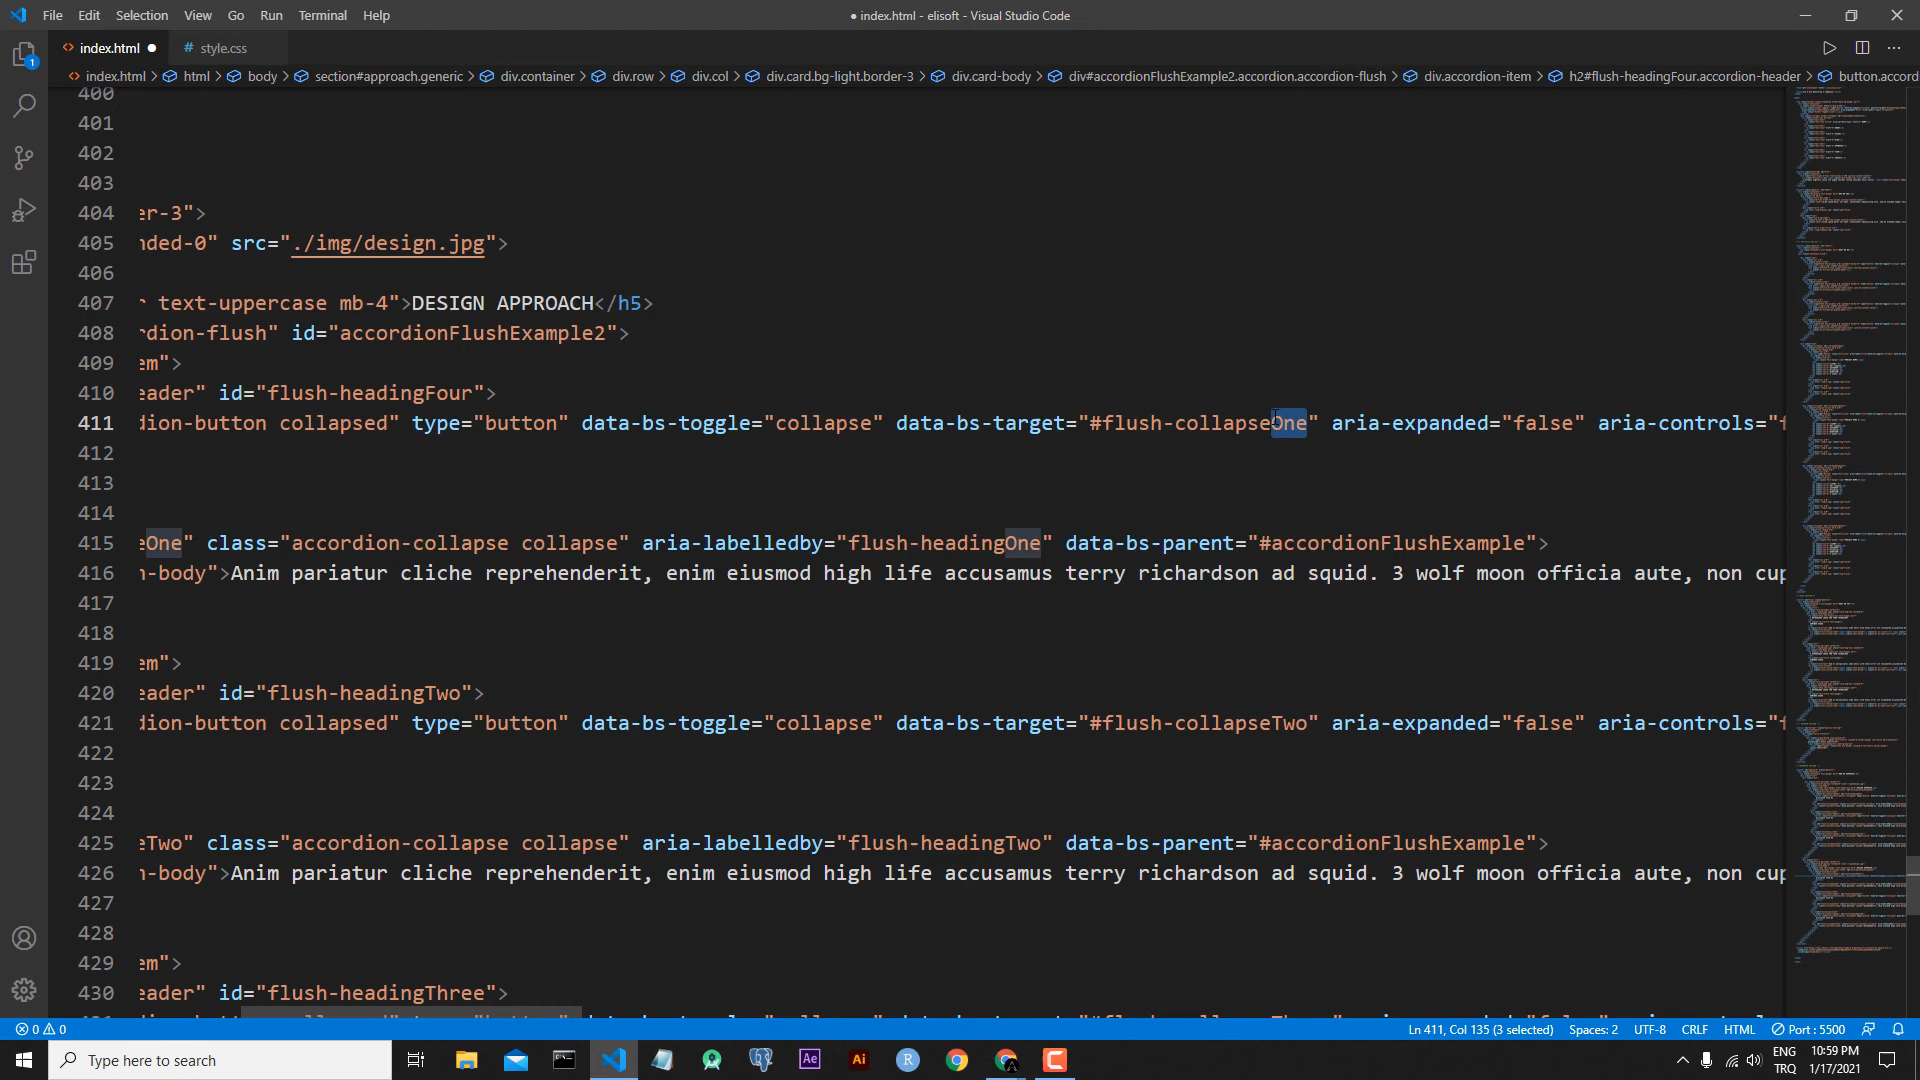 File Edit Selection View Go Run Terminal Help
● index.html - elisoft - Visual Studio Code
index.html ●
# style.css
index.html > html > body > section#approach.generic > div.container > div.row > div.col > div.card.bg-light.border-3 > div.card-body > div#accordionFlushExample2.accordion.accordion-flush > div.accordion-item > h2#flush-headingFour.accordion-header > button.accord
400
401
402
403
404 er-3">
405 nded-0" src="./img/design.jpg">
406
407 r text-uppercase mb-4">DESIGN APPROACH</h5>
408 rdion-flush" id="accordionFlushExample2">
409 em">
410 eader" id="flush-headingFour">
411 dion-button collapsed" type="button" data-bs-toggle="collapse" data-bs-target="#flush-collapseOne" aria-expanded="false" aria-controls="f
412
413
414
415 eOne" class="accordion-collapse collapse" aria-labelledby="flush-headingOne" data-bs-parent="#accordionFlushExample">
416 n-body">Anim pariatur cliche reprehenderit, enim eiusmod high life accusamus terry richardson ad squid. 3 wolf moon officia aute, non cup
417
418
419 em">
420 eader" id="flush-headingTwo">
421 dion-button collapsed" type="button" data-bs-toggle="collapse" data-bs-target="#flush-collapseTwo" aria-expanded="false" aria-controls="f
422
423
424
425 eTwo" class="accordion-collapse collapse" aria-labelledby="flush-headingTwo" data-bs-parent="#accordionFlushExample">
426 n-body">Anim pariatur cliche reprehenderit, enim eiusmod high life accusamus terry richardson ad squid. 3 wolf moon officia aute, non cup
427
428
429 em">
430 eader" id="flush-headingThree">
0 0
Ln 411, Col 135 (3 selected) Spaces: 2 UTF-8 CRLF HTML Port : 5500
Type here to search
Ae Ai R
ENG 10:59 PM
TRQ 1/17/2021